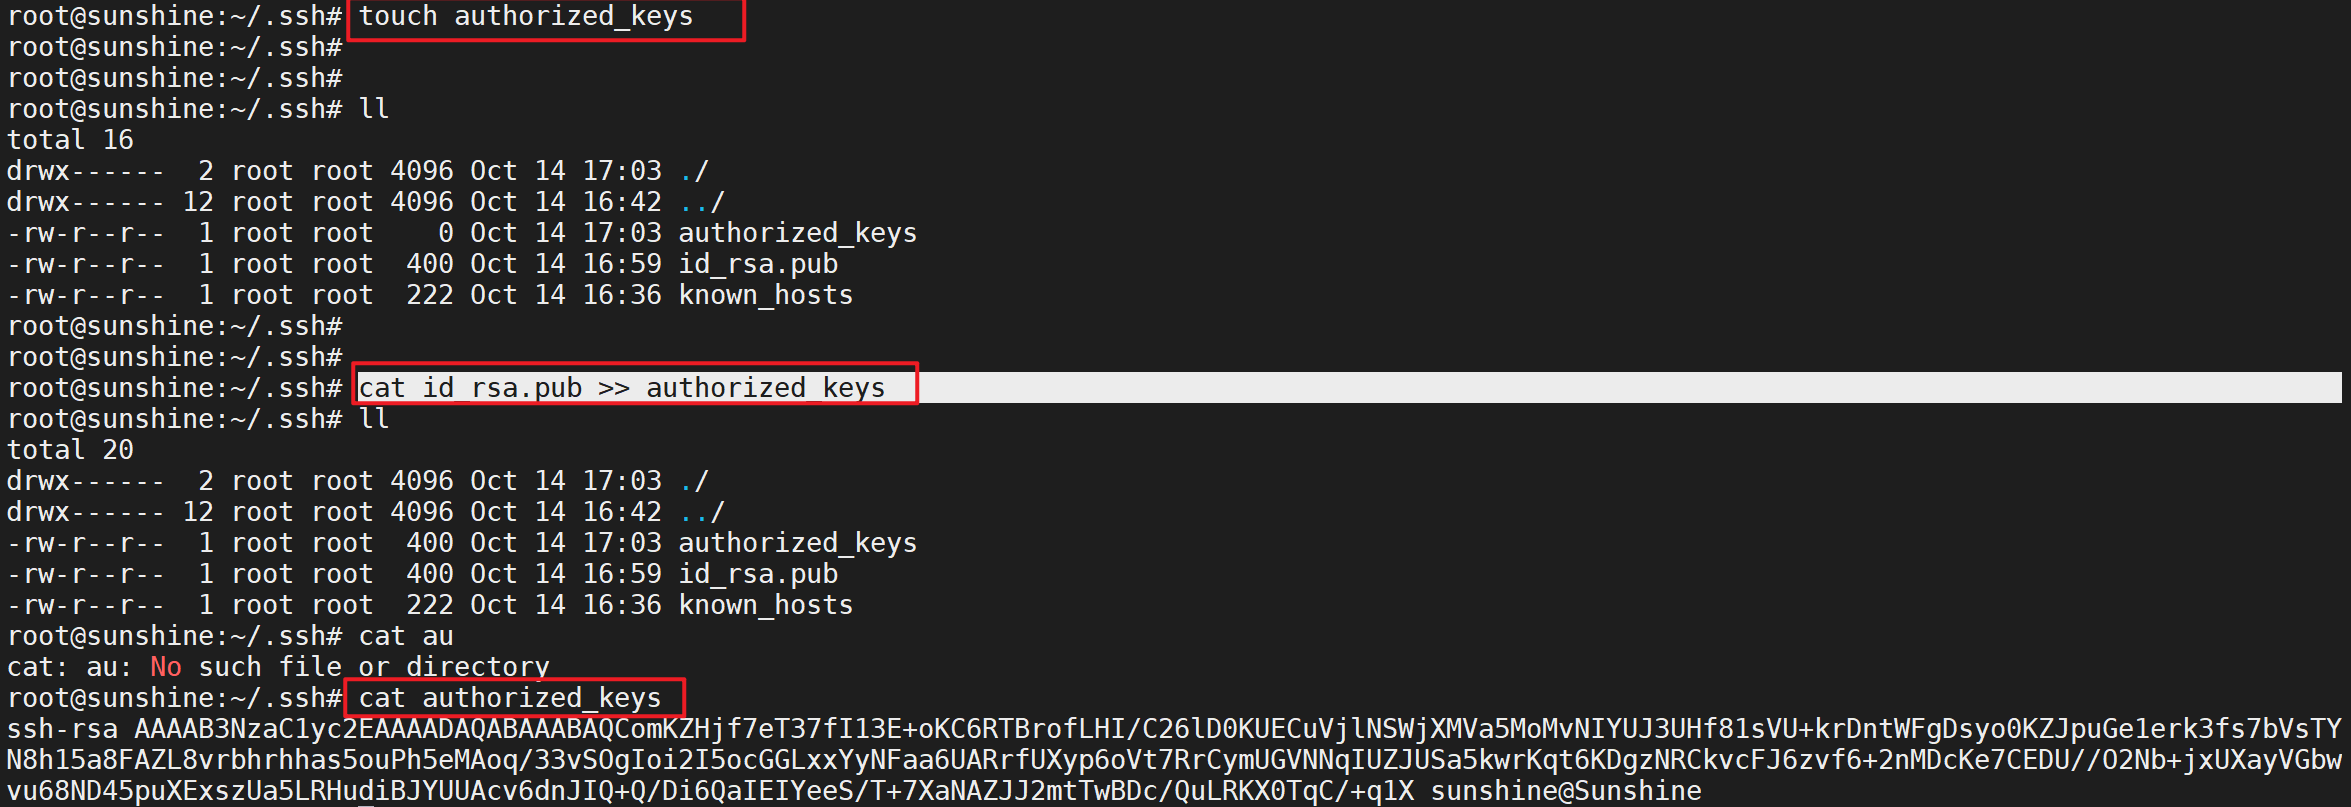 root@sunshine:~/.ssh# touch authorized_keys
root@sunshine:~/.ssh#
root@sunshine:~/.ssh#
root@sunshine:~/.ssh# ll
total 16
drwx------  2 root root 4096 Oct 14 17:03 ./
drwx------ 12 root root 4096 Oct 14 16:42 ../
-rw-r--r--  1 root root    0 Oct 14 17:03 authorized_keys
-rw-r--r--  1 root root  400 Oct 14 16:59 id_rsa.pub
-rw-r--r--  1 root root  222 Oct 14 16:36 known_hosts
root@sunshine:~/.ssh#
root@sunshine:~/.ssh#
root@sunshine:~/.ssh# cat id_rsa.pub >> authorized_keys
root@sunshine:~/.ssh# ll
total 20
drwx------  2 root root 4096 Oct 14 17:03 ./
drwx------ 12 root root 4096 Oct 14 16:42 ../
-rw-r--r--  1 root root  400 Oct 14 17:03 authorized_keys
-rw-r--r--  1 root root  400 Oct 14 16:59 id_rsa.pub
-rw-r--r--  1 root root  222 Oct 14 16:36 known_hosts
root@sunshine:~/.ssh# cat au
cat: au: No such file or directory
root@sunshine:~/.ssh# cat authorized_keys
ssh-rsa AAAAB3NzaC1yc2EAAAADAQABAAABAQComKZHjf7eT37fI13E+oKC6RTBrofLHI/C26lD0KUECuVjlNSWjXMVa5MoMvNIYUJ3UHf81sVU+krDntWFgDsyo0KZJpuGe1erk3fs7bVsTY
N8h15a8FAZL8vrbhrhhas5ouPh5eMAoq/33vSOgIoi2I5ocGGLxxYyNFaa6UARrfUXyp6oVt7RrCymUGVNNqIUZJUSa5kwrKqt6KDgzNRCkvcFJ6zvf6+2nMDcKe7CEDU//O2Nb+jxUXayVGbw
vu68ND45puXExszUa5LRHudiBJYUUAcv6dnJIQ+Q/Di6QaIEIYeeS/T+7XaNAZJJ2mtTwBDc/QuLRKX0TqC/+q1X sunshine@Sunshine